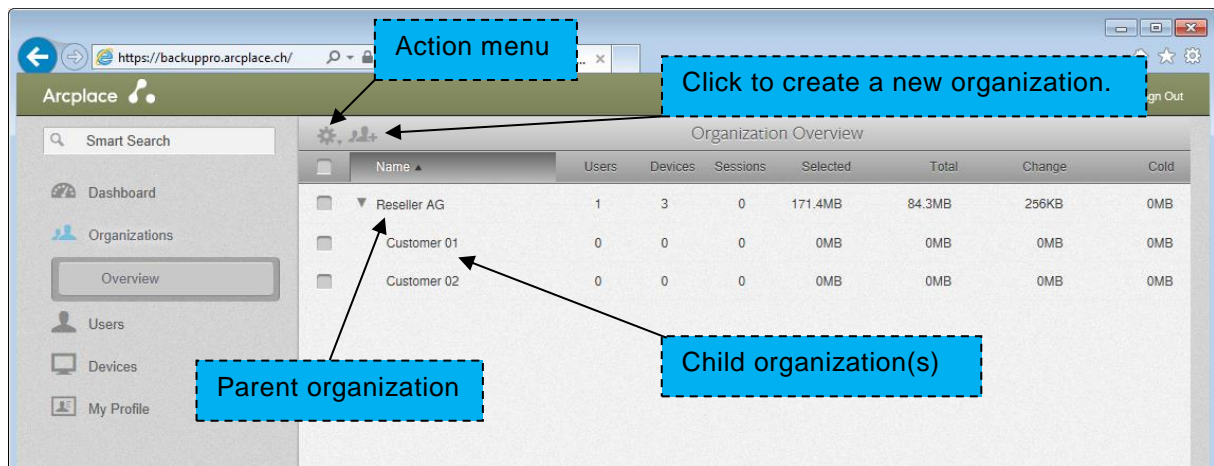 Action menu
https://backuppro.arcplace.ch/
Click to create a new organization.
Arcplace
gn Out
Smart Search
Organization Overview
Name Users Devices Sessions Selected Total Change Cold
Dashboard
Reseller AG 1 3 0 171.4MB 84.3MB 256KB 0MB
Organizations
Customer 01 0 0 0 0MB 0MB 0MB 0MB
Overview
Customer 02 0 0 0 0MB 0MB 0MB 0MB
Users
Devices
Child organization(s)
Parent organization
My Profile